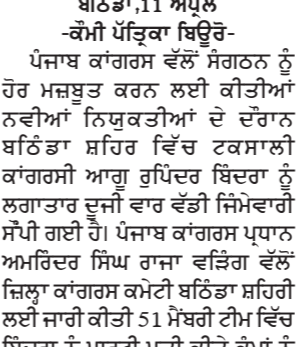 ਬਠਿੰਡਾ,11 ਅਪ੍ਰੈਲ
-ਕੌਮੀ ਪੱਤ੍ਰਿਕਾ ਬਿਊਰੋ-
ਪੰਜਾਬ ਕਾਂਗਰਸ ਵੱਲੋਂ ਸੰਗਠਨ ਨੂੰ
ਹੋਰ ਮਜ਼ਬੂਤ ਕਰਨ ਲਈ ਕੀਤੀਆਂ
ਨਵੀਆਂ ਨਿਯੁਕਤੀਆਂ ਦੇ ਦੌਰਾਨ
ਬਠਿੰਡਾ ਸ਼ਹਿਰ ਵਿੱਚ ਟਕਸਾਲੀ
ਕਾਂਗਰਸੀ ਆਗੂ ਰੁਪਿੰਦਰ ਬਿੰਦਰਾ ਨੂੰ
ਲਗਾਤਾਰ ਦੂਜੀ ਵਾਰ ਵੱਡੀ ਜਿੰਮੇਵਾਰੀ
ਸੌਂਪੀ ਗਈ ਹੈ। ਪੰਜਾਬ ਕਾਂਗਰਸ ਪ੍ਰਧਾਨ
ਅਮਰਿੰਦਰ ਸਿੰਘ ਰਾਜਾ ਵੜਿੰਗ ਵੱਲੋਂ
ਜ਼ਿਲ੍ਹਾ ਕਾਂਗਰਸ ਕਮੇਟੀ ਬਠਿੰਡਾ ਸ਼ਹਿਰੀ
ਲਈ ਜਾਰੀ ਕੀਤੀ 51 ਮੈਂਬਰੀ ਟੀਮ ਵਿੱਚ